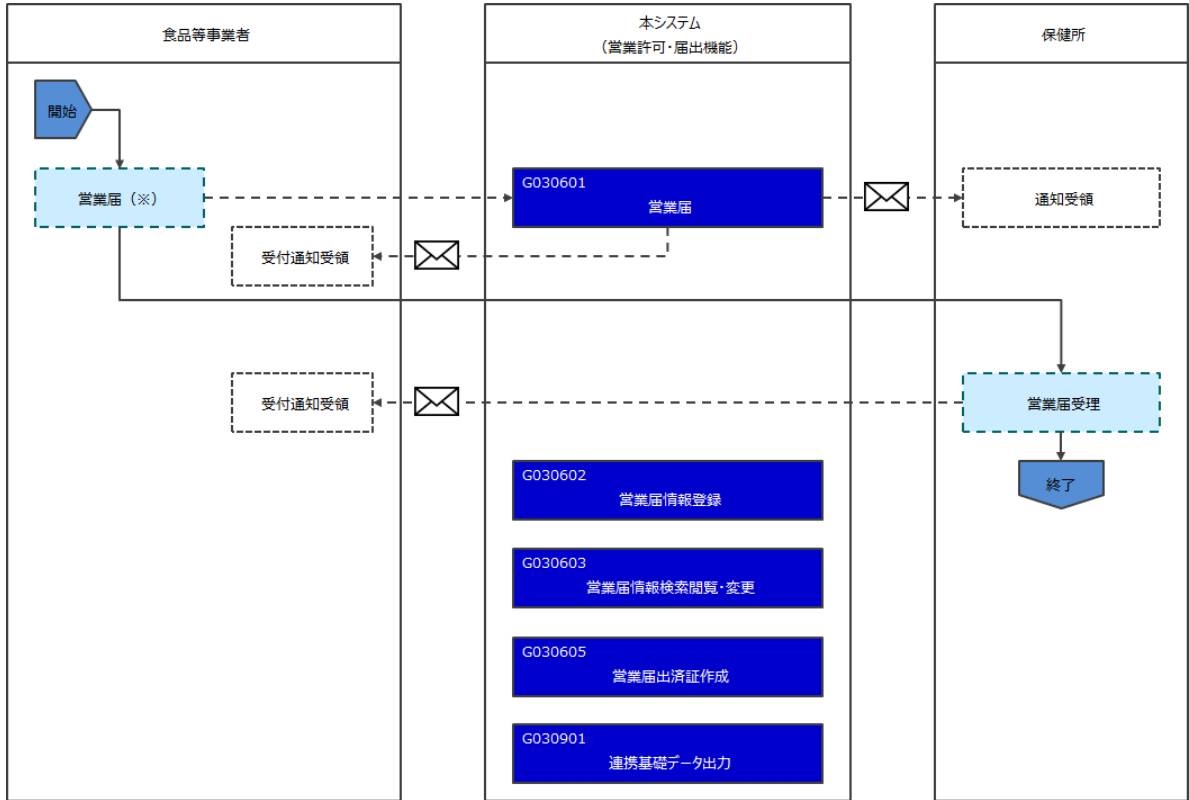 食品等事業者
本システム
（営業許可・届出機能）
保健所
開始
営業届（※）
G030601
営業届
通知受領
受付通知受領
受付通知受領
営業届受理
G030602
営業届情報登録
終了
G030603
営業届情報検索閲覧・変更
G030605
営業届出済証作成
G030901
連携基礎データ出力